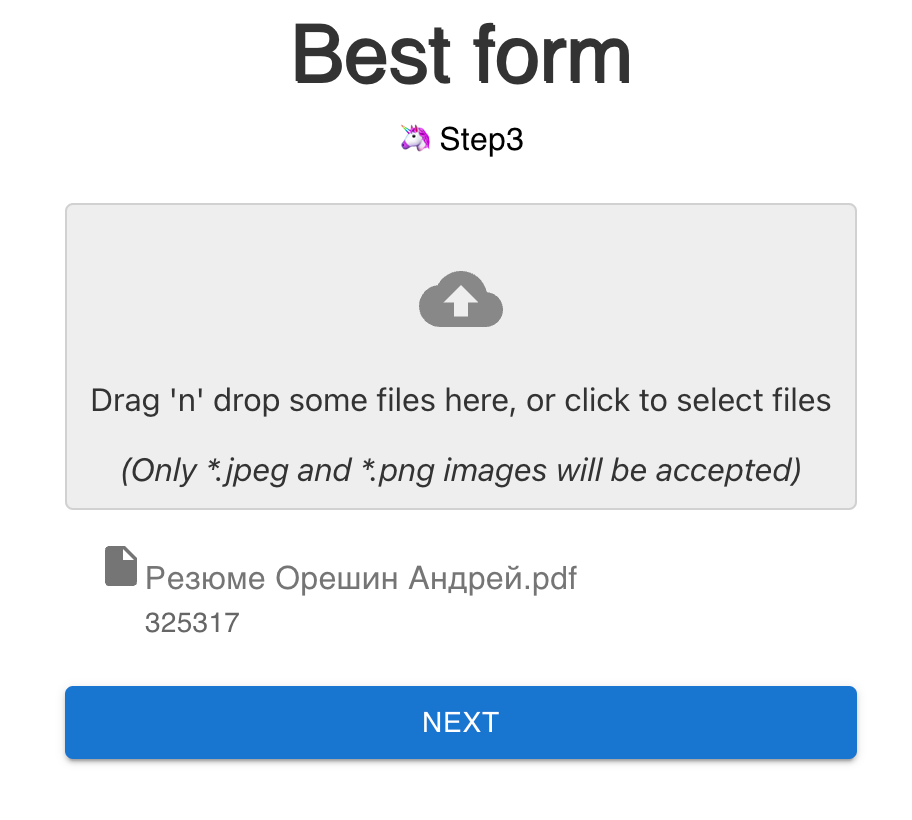 Best form
🦄 Step3
Drag 'n' drop some files here, or click to select files
(Only *.jpeg and *.png images will be accepted)
Резюме Орешин Андрей.pdf
325317
NEXT